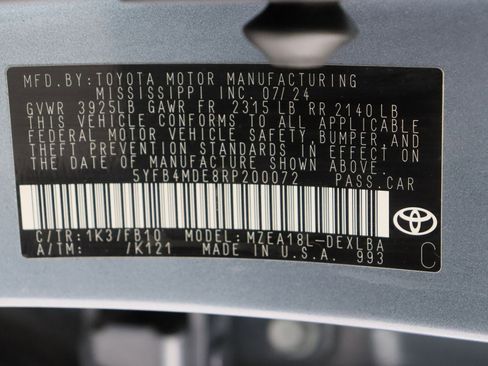 MFD. BY: TOYOTA MOTOR MANUFACTURING
MISSISSIPPI INC. 07/24
GVWR 3925LB GAWR FR 2315 LB RR 2140 LB
THIS VEHICLE CONFORMS TO ALL APPLICABLE
FEDERAL MOTOR VEHICLE SAFETY, BUMPER, AND
THEFT PREVENTION STANDARDS IN EFFECT ON
THE DATE OF MANUFACTURE SHOWN ABOVE.
5YFB4MDE8RP200072 PASS.CAR
C/TR: 1K3/FB10 MODEL: MZEA18L-DEXLBA
A/TM: /K121 MADE IN U.S.A. 993
C